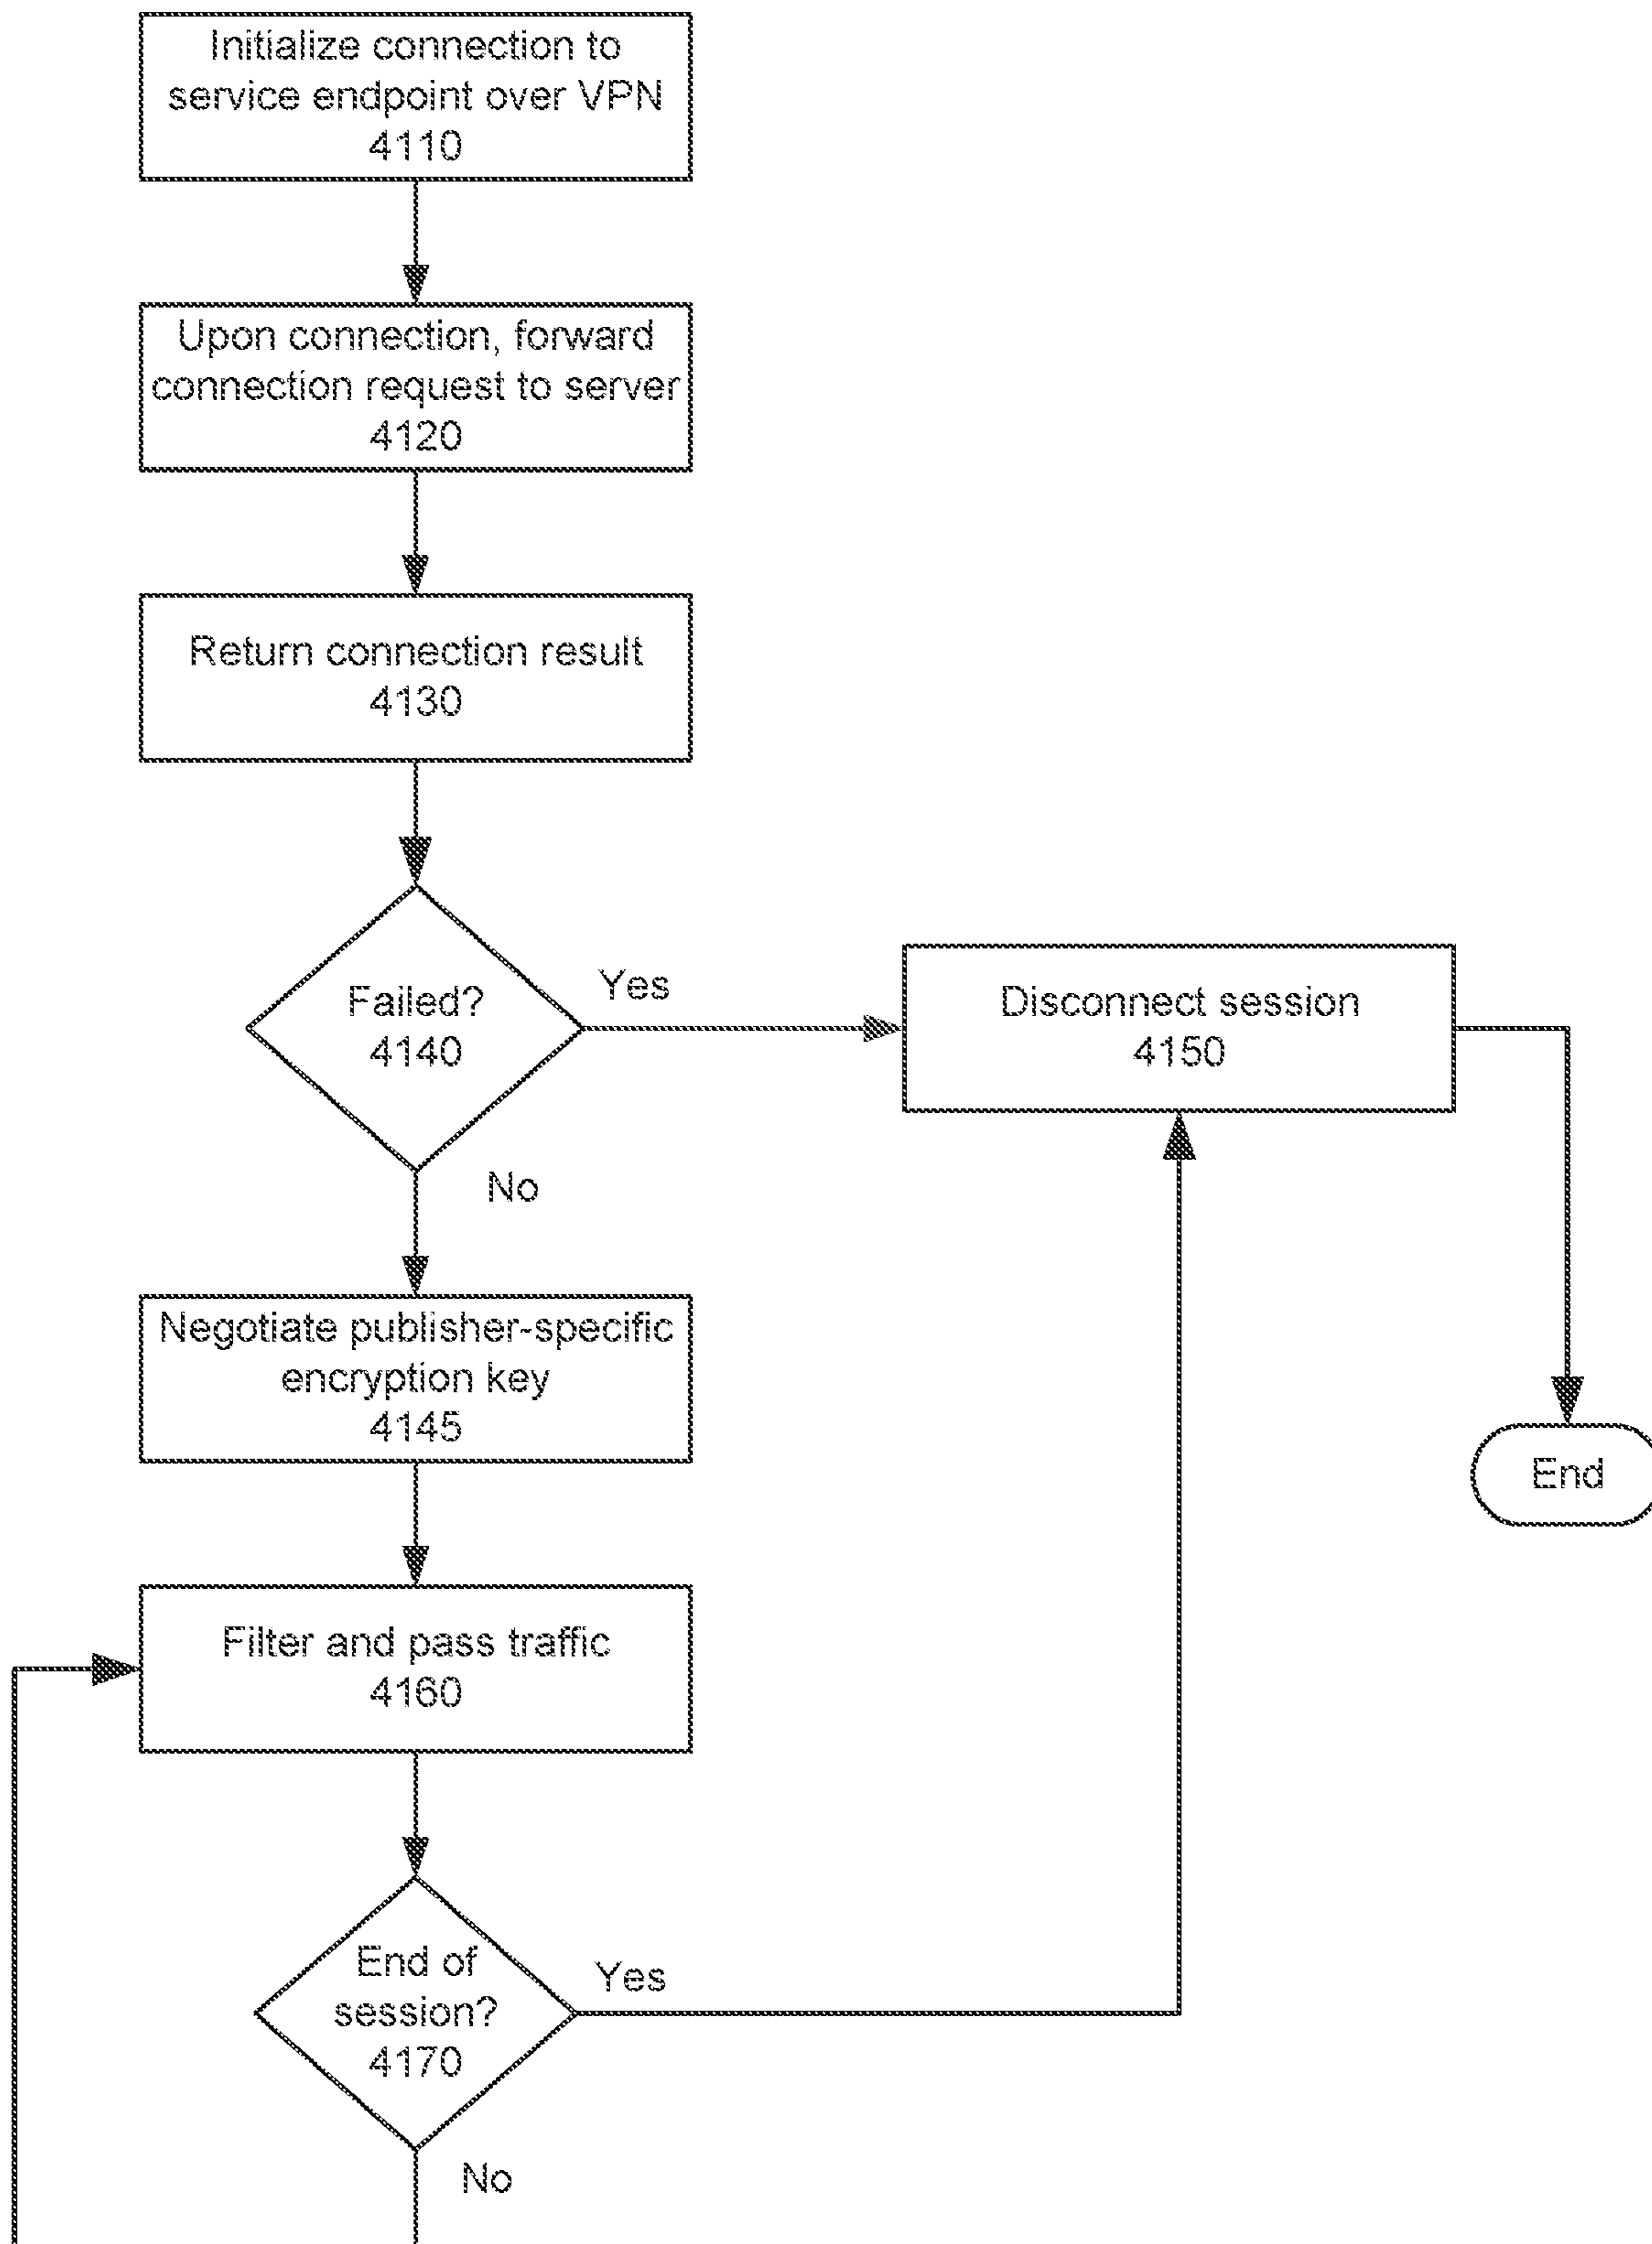 Initialize connection to
service endpoint over VPN
4110
Upon connection, forward
connection request to server
4120
Return connection result
4130
Failed?
4140
Yes
No
Disconnect session
4150
Negotiate publisher-specific
encryption key
4145
End
Filter and pass traffic
4160
End of
session?
4170
Yes
No